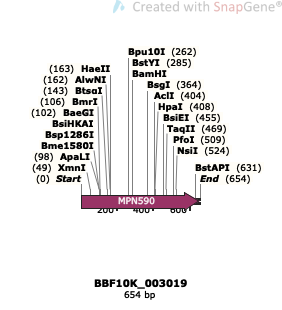 Created with SnapGene®
Bpu10I (262)
BstYI (285)
BamHI
BsgI (364)
AclI (404)
HpaI (408)
BsiEI (455)
TaqII (469)
PfoI (509)
NsiI (524)
BstAPI (631)
End (654)
(163) HaeII
(162) AlwNI
(143) BtsαI
(106) BmrI
(102) BaeGI
BsiHKAI
Bsp1286I
Bme1580I
(98) ApaLI
(49) XmnI
(0) Start
MPN590
200
400
600
BBF10K_003019
654 bp